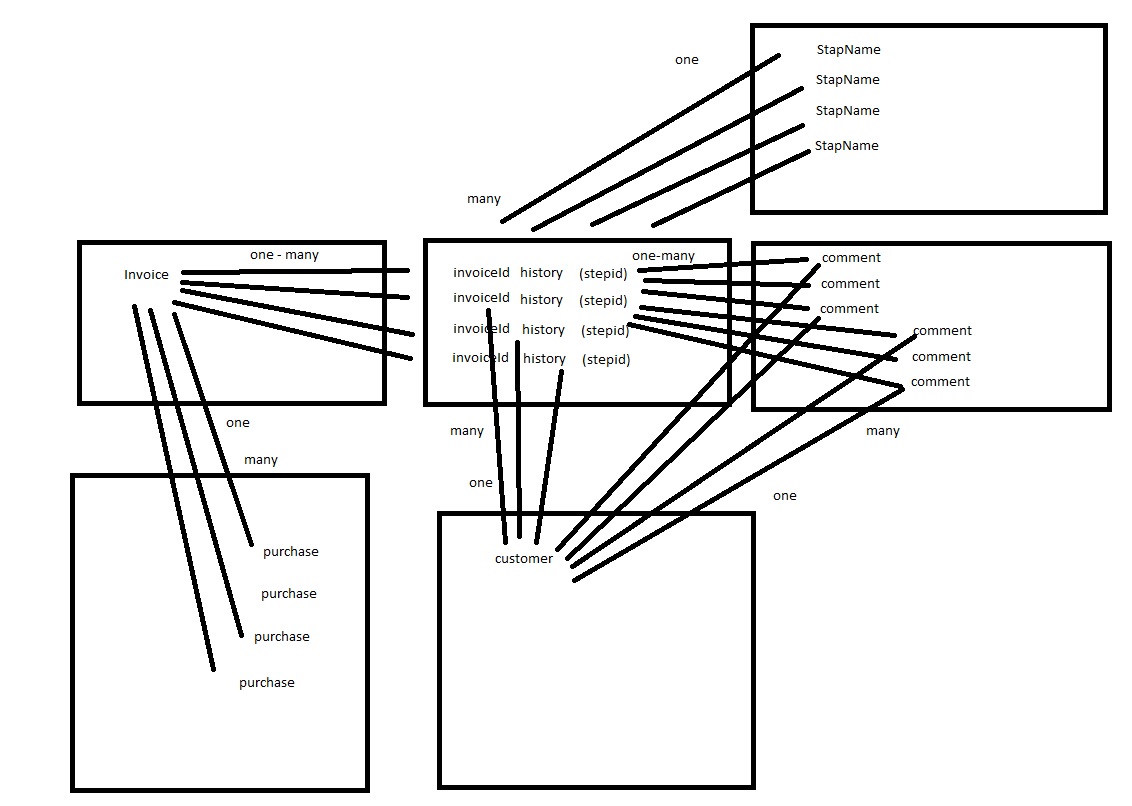 one
StapName
StapName
StapName
StapName
many
one - many
Invoice
one-many
invoiceId history (stepid)
invoiceId history (stepid)
invoiceId history (stepid)
invoiceId history (stepid)
comment
comment
comment
comment
comment
comment
one
many
many
one
many
one
customer
purchase
purchase
purchase
purchase